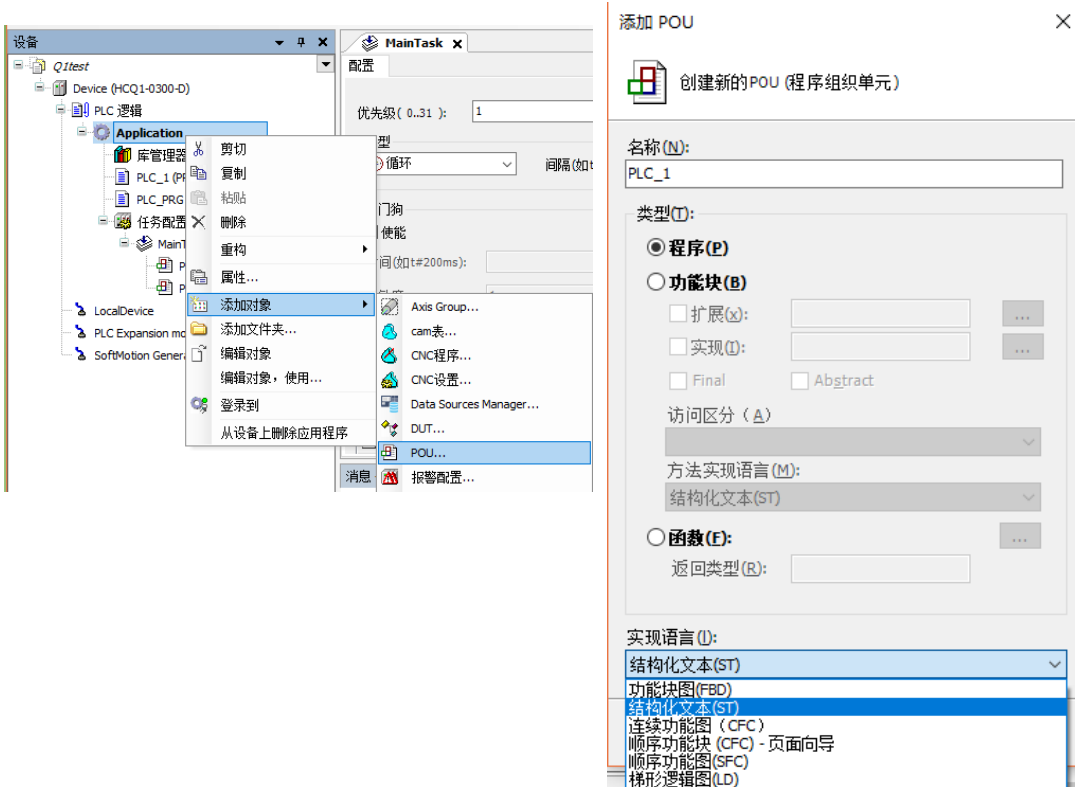 设备
Q1test
Device (HCQ1-0300-D)
PLC 逻辑
Application
库管理器
PLC_1 (PR
PLC_PRG
任务配置
MainT
P
P
LocalDevice
PLC Expansion mo
SoftMotion Genera
剪切
复制
粘贴
删除
重构
属性...
添加对象
添加文件夹...
编辑对象
编辑对象，使用...
登录到
从设备上删除应用程序
MainTask
配置
优先级( 0..31 ):
1
型
循环
间隔(如t
门狗
使能
间(如t#200ms):
Axis Group...
cam表...
CNC程序...
CNC设置...
Data Sources Manager...
DUT...
POU...
报警配置...
消息
添加 POU
创建新的POU (程序组织单元)
名称(N):
PLC_1
类型(T):
程序(P)
功能块(B)
扩展(x):
...
实现(I):
...
Final
Abstract
访问区分（A）
方法实现语言(M):
结构化文本(ST)
函数(F):
...
返回类型(R):
实现语言(I):
结构化文本(ST)
功能块图(FBD)
结构化文本(ST)
连续功能图（CFC）
顺序功能块 (CFC) - 页面向导
顺序功能图(SFC)
梯形逻辑图(LD)